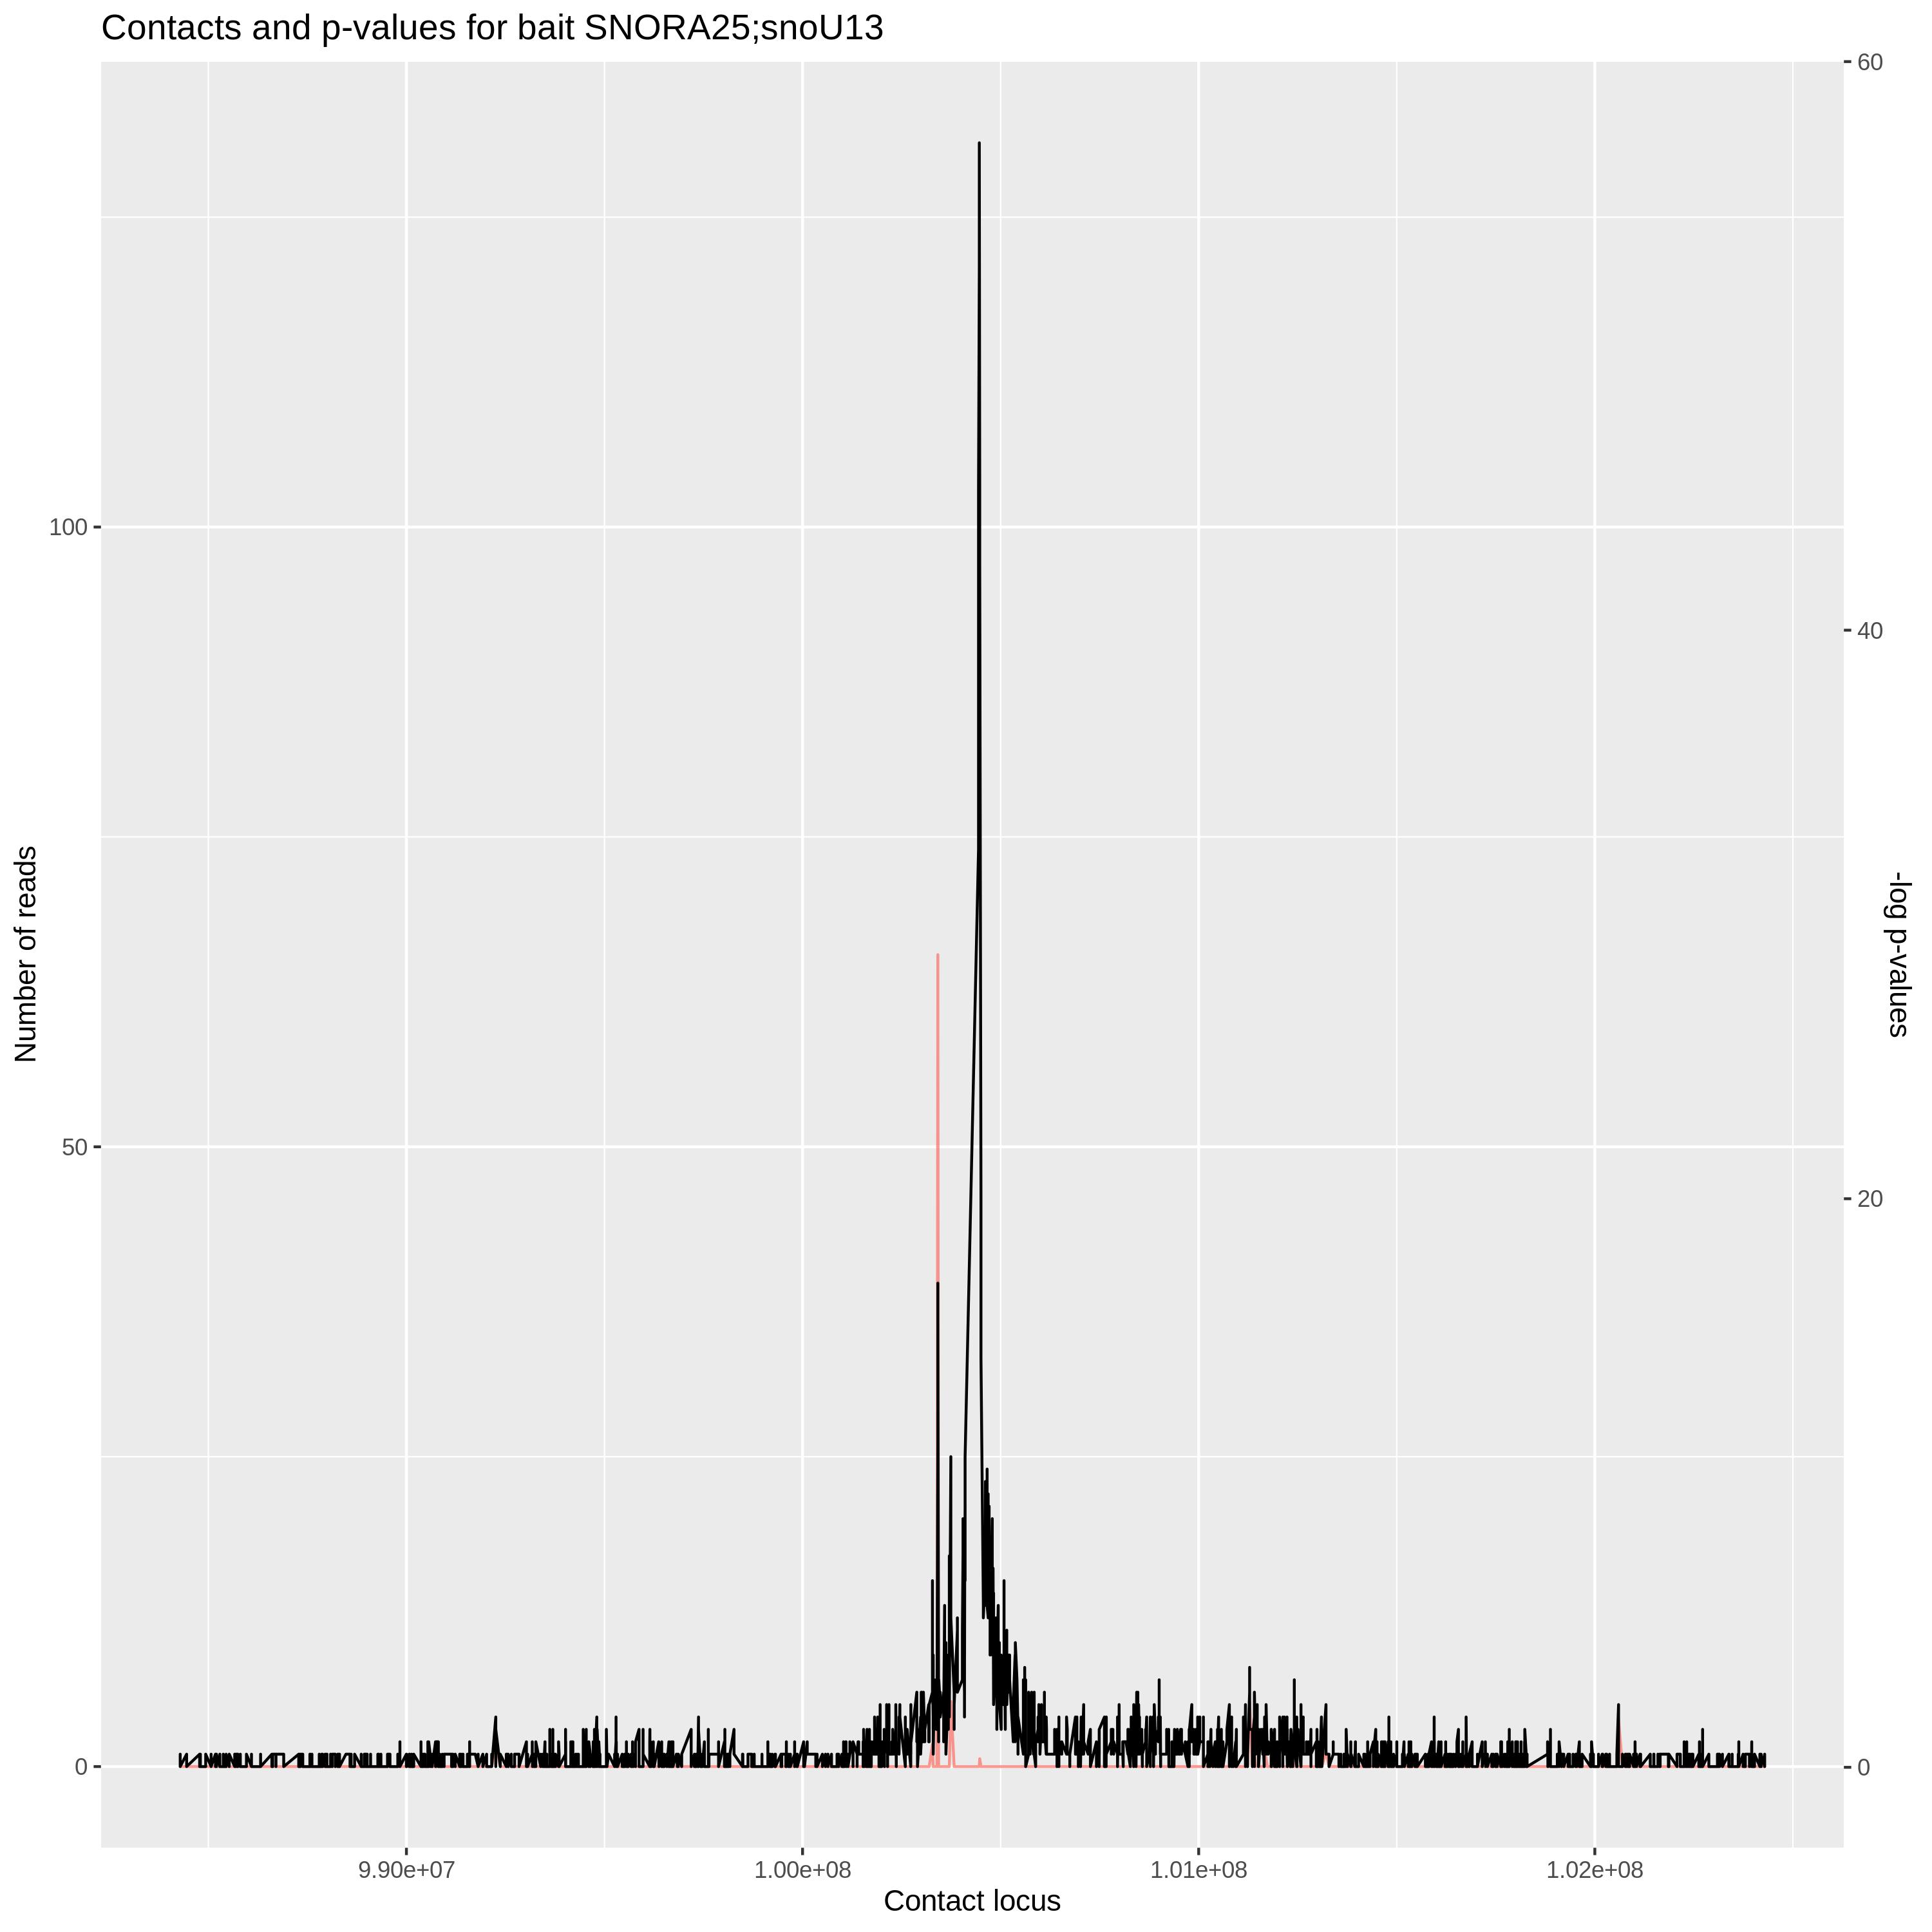 Contacts and p-values for bait SNORA25;snoU13
60
100
40
Number of reads
-log p-values
50
20
0
0
9.90e+07
1.00e+08
1.01e+08
1.02e+08
Contact locus